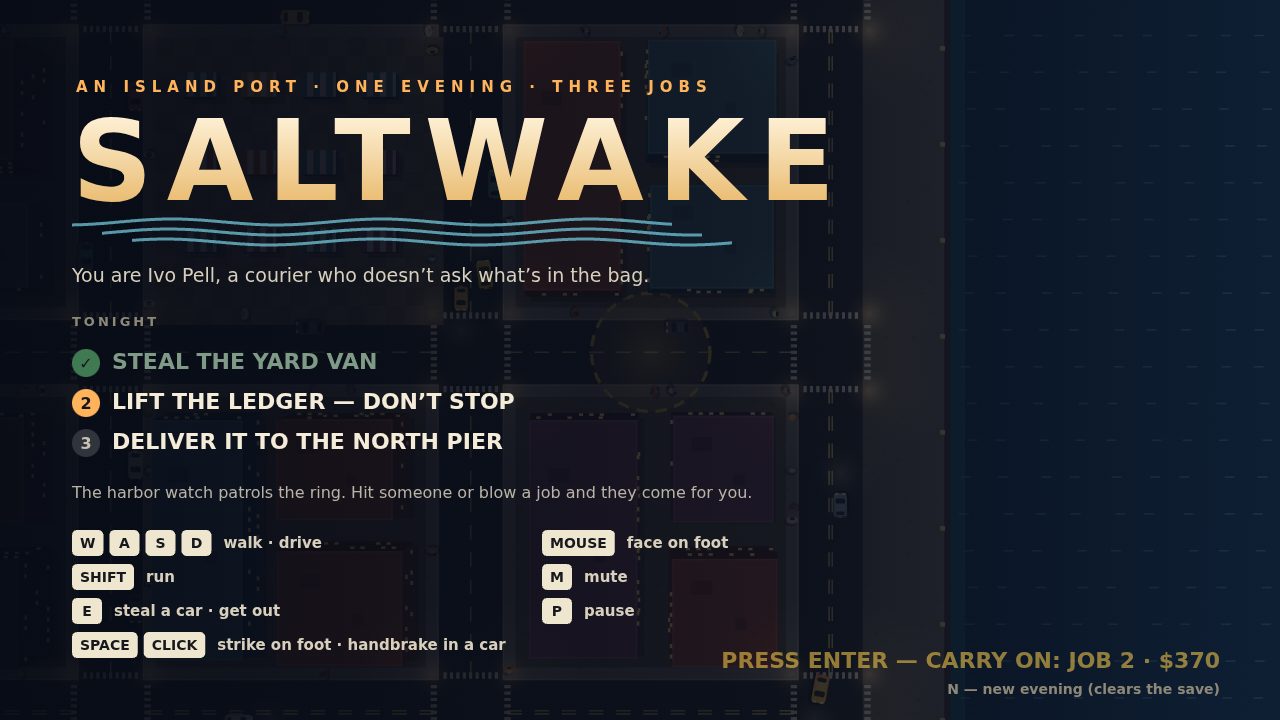 AN ISLAND PORT · ONE EVENING · THREE JOBS
SALTWAKE
You are Ivo Pell, a courier who doesn’t ask what’s in the bag.
TONIGHT
✓ STEAL THE YARD VAN
2 LIFT THE LEDGER — DON’T STOP
3 DELIVER IT TO THE NORTH PIER
The harbor watch patrols the ring. Hit someone or blow a job and they come for you.
W A S D walk · drive
SHIFT run
E steal a car · get out
SPACE CLICK strike on foot · handbrake in a car
MOUSE face on foot
M mute
P pause
PRESS ENTER — CARRY ON: JOB 2 · $370
N — new evening (clears the save)